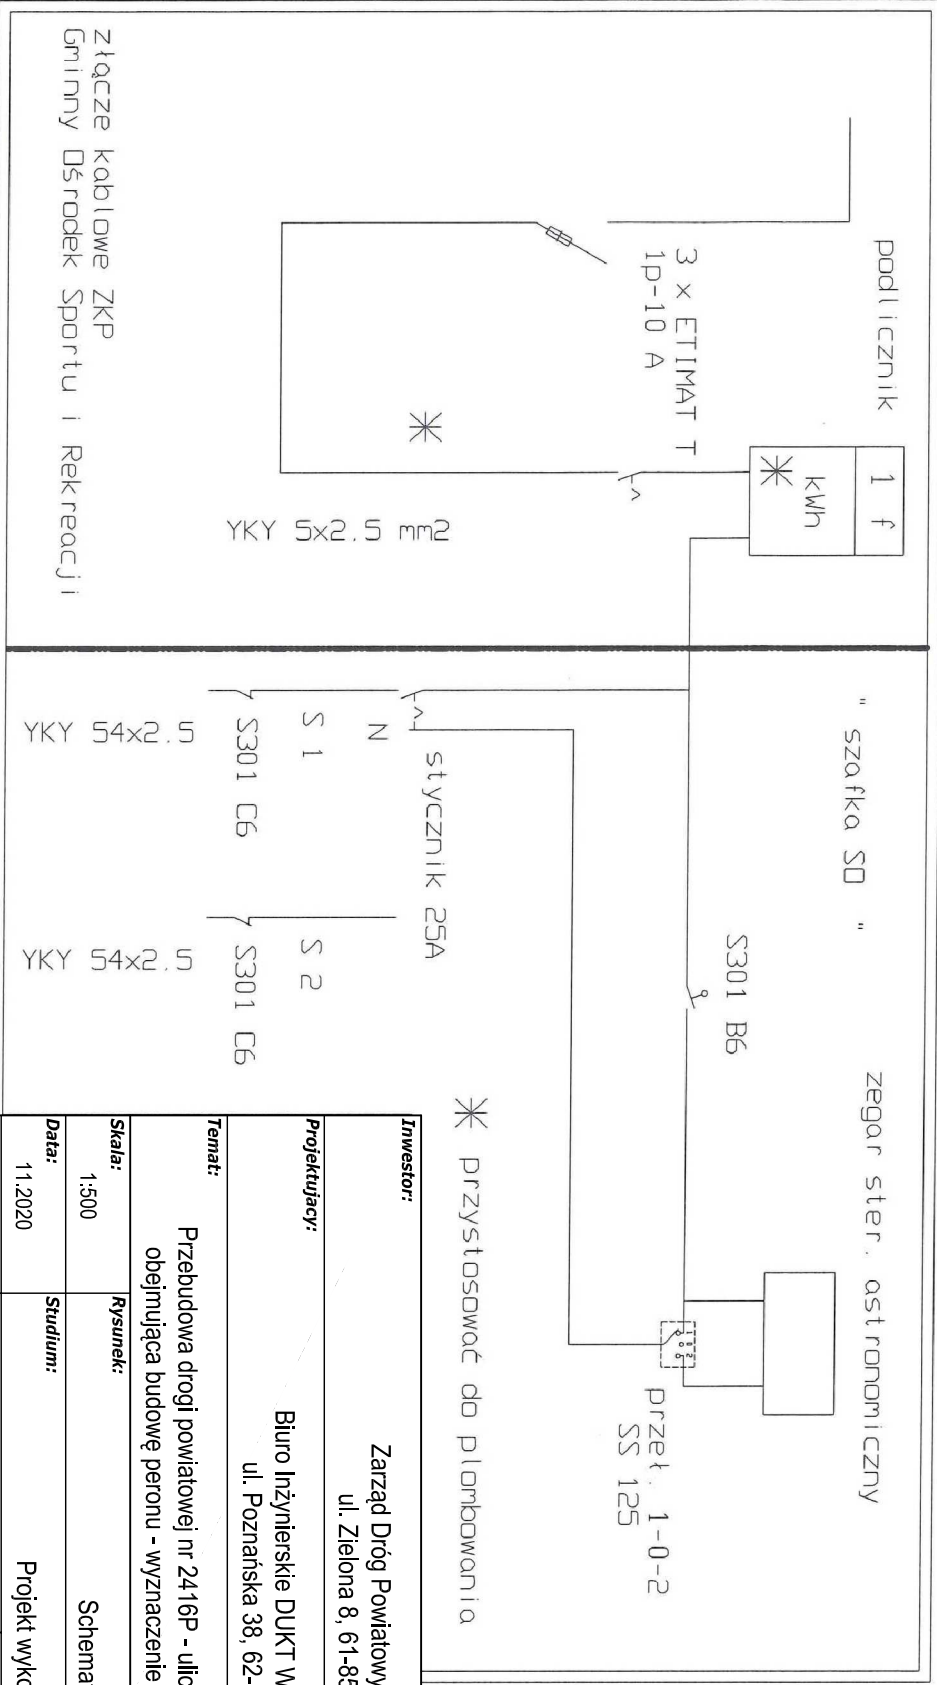 podlicznik
1 f
kWh
3 x ETIMAT T
1p-10 A
YKY 5x2.5 mm2
złącze kablowe ZKP
Gminny Ośrodek Sportu i Rekreacji
" szafka SO "
zegar ster. astronomiczny
S301 B6
1 0 2
przeł. 1-0-2
SS 125
stycznik 25A
N
S 1
S301 C6
YKY 54x2.5
S 2
S301 C6
YKY 54x2.5
przystosować do plombowania
Inwestor:
Zarząd Dróg Powiatowy
ul. Zielona 8, 61-85
Projektujacy:
Biuro Inżynierskie DUKT W
ul. Poznańska 38, 62-
Temat:
Przebudowa drogi powiatowej nr 2416P - ulic
obejmująca budowę peronu - wyznaczenie
Skala:
1:500
Rysunek:
Schema
Data:
11.2020
Studium:
Projekt wyko